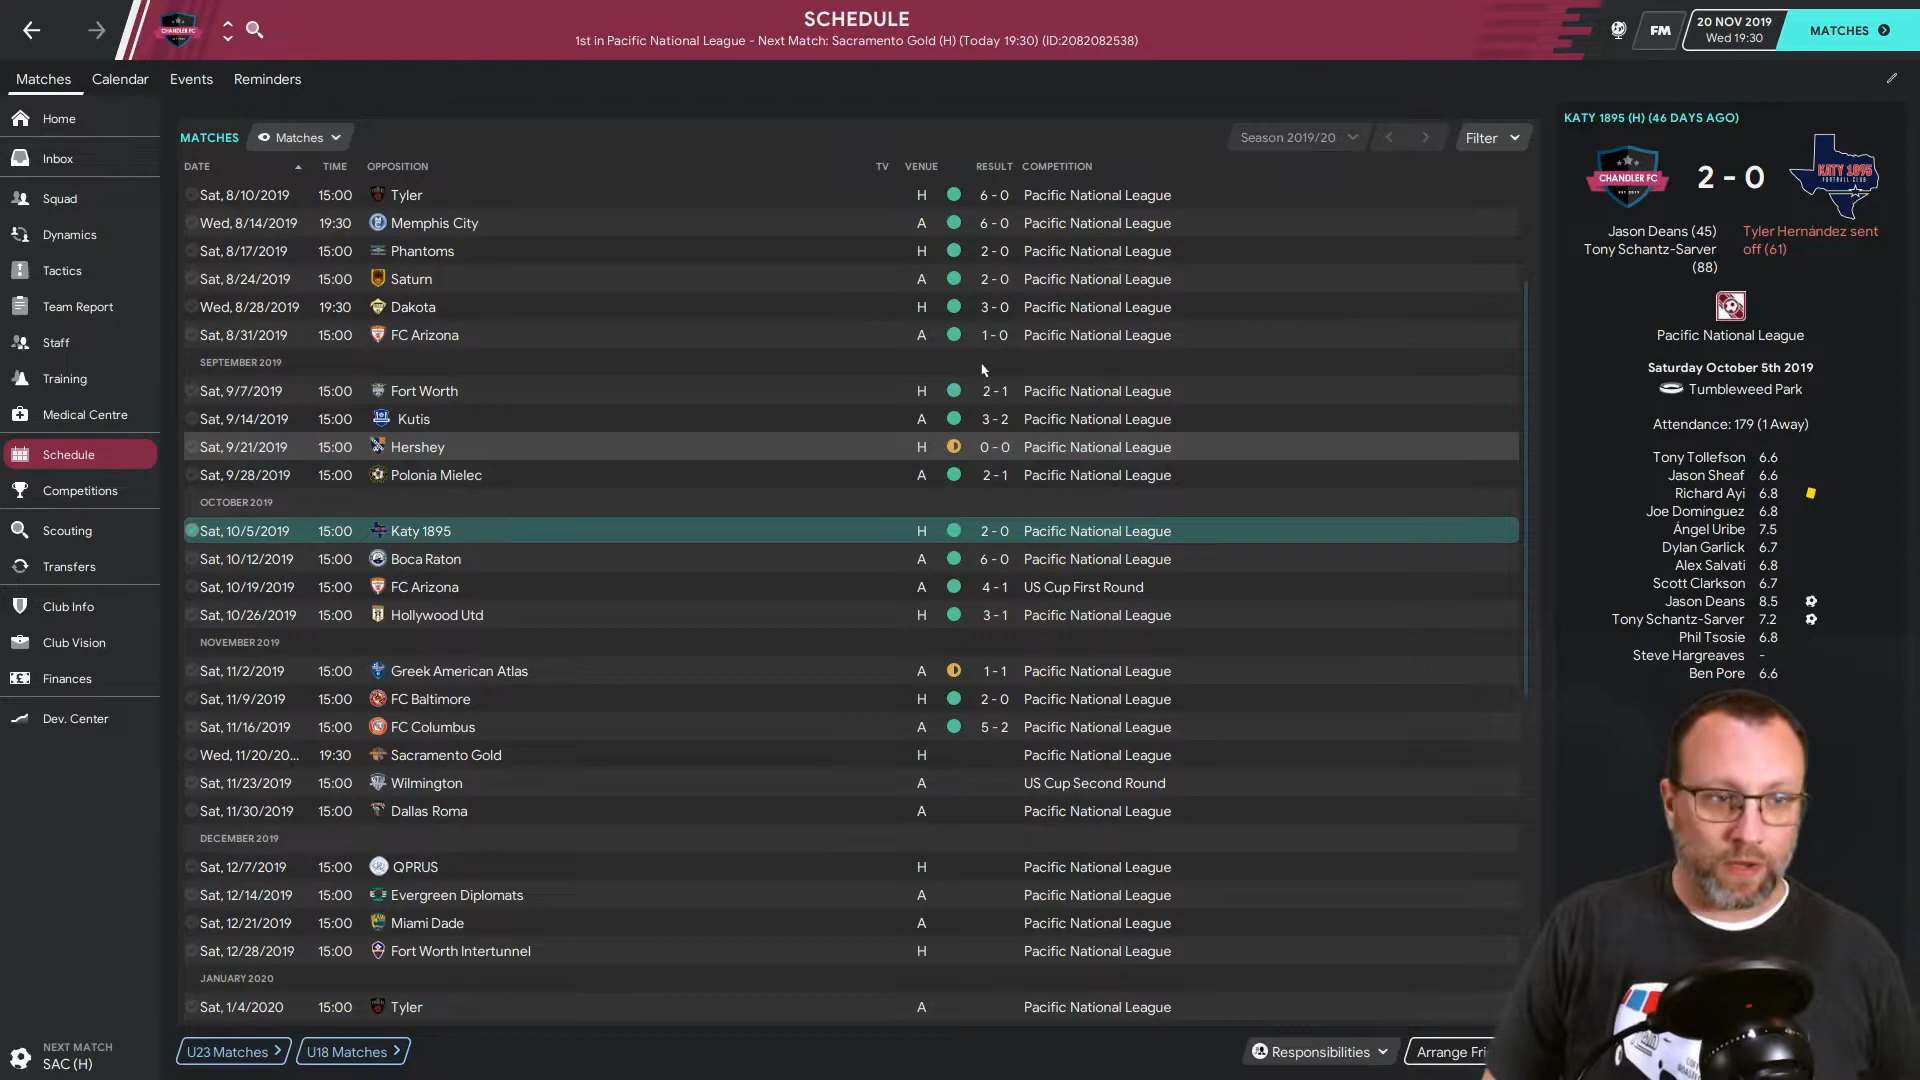 CHANDLER FC
SCHEDULE
1st in Pacific National League - Next Match: Sacramento Gold (H) (Today 19:30) (ID:2082082538)
FM
20 NOV 2019
Wed 19:30
MATCHES
Matches Calendar Events Reminders
Home
Inbox
Squad
Dynamics
Tactics
Team Report
Staff
Training
Medical Centre
Schedule
Competitions
Scouting
Transfers
Club Info
Club Vision
Finances
Dev. Center
NEXT MATCH
SAC (H)
MATCHES Matches Season 2019/20 Filter
DATE TIME OPPOSITION TV VENUE RESULT COMPETITION
Sat, 8/10/2019 15:00 Tyler H 6 - 0 Pacific National League
Wed, 8/14/2019 19:30 Memphis City A 6 - 0 Pacific National League
Sat, 8/17/2019 15:00 Phantoms H 2 - 0 Pacific National League
Sat, 8/24/2019 15:00 Saturn A 2 - 0 Pacific National League
Wed, 8/28/2019 19:30 Dakota H 3 - 0 Pacific National League
Sat, 8/31/2019 15:00 FC Arizona A 1 - 0 Pacific National League
SEPTEMBER 2019
Sat, 9/7/2019 15:00 Fort Worth H 2 - 1 Pacific National League
Sat, 9/14/2019 15:00 Kutis A 3 - 2 Pacific National League
Sat, 9/21/2019 15:00 Hershey H 0 - 0 Pacific National League
Sat, 9/28/2019 15:00 Polonia Mielec A 2 - 1 Pacific National League
OCTOBER 2019
Sat, 10/5/2019 15:00 Katy 1895 H 2 - 0 Pacific National League
Sat, 10/12/2019 15:00 Boca Raton A 6 - 0 Pacific National League
Sat, 10/19/2019 15:00 FC Arizona A 4 - 1 US Cup First Round
Sat, 10/26/2019 15:00 Hollywood Utd H 3 - 1 Pacific National League
NOVEMBER 2019
Sat, 11/2/2019 15:00 Greek American Atlas A 1 - 1 Pacific National League
Sat, 11/9/2019 15:00 FC Baltimore H 2 - 0 Pacific National League
Sat, 11/16/2019 15:00 FC Columbus A 5 - 2 Pacific National League
Wed, 11/20/20... 19:30 Sacramento Gold H Pacific National League
Sat, 11/23/2019 15:00 Wilmington A US Cup Second Round
Sat, 11/30/2019 15:00 Dallas Roma A Pacific National League
DECEMBER 2019
Sat, 12/7/2019 15:00 QPRUS H Pacific National League
Sat, 12/14/2019 15:00 Evergreen Diplomats A Pacific National League
Sat, 12/21/2019 15:00 Miami Dade A Pacific National League
Sat, 12/28/2019 15:00 Fort Worth Intertunnel H Pacific National League
JANUARY 2020
Sat, 1/4/2020 15:00 Tyler A Pacific National League
U23 Matches U18 Matches Responsibilities Arrange Fri
KATY 1895 (H) (46 DAYS AGO)
CHANDLER FC
2 - 0
KATY 1895
FOOTBALL CLUB
Jason Deans (45)
Tony Schantz-Sarver
(88)
Tyler Hernández sent
off (61)
Pacific National League
Saturday October 5th 2019
Tumbleweed Park
Attendance: 179 (1 Away)
Tony Tollefson 6.6
Jason Sheaf 6.6
Richard Ayi 6.8
Joe Domínguez 6.8
Ángel Uribe 7.5
Dylan Garlick 6.7
Alex Salvati 6.8
Scott Clarkson 6.7
Jason Deans 8.5
Tony Schantz-Sarver 7.2
Phil Tsosie 6.8
Steve Hargreaves -
Ben Pore 6.6